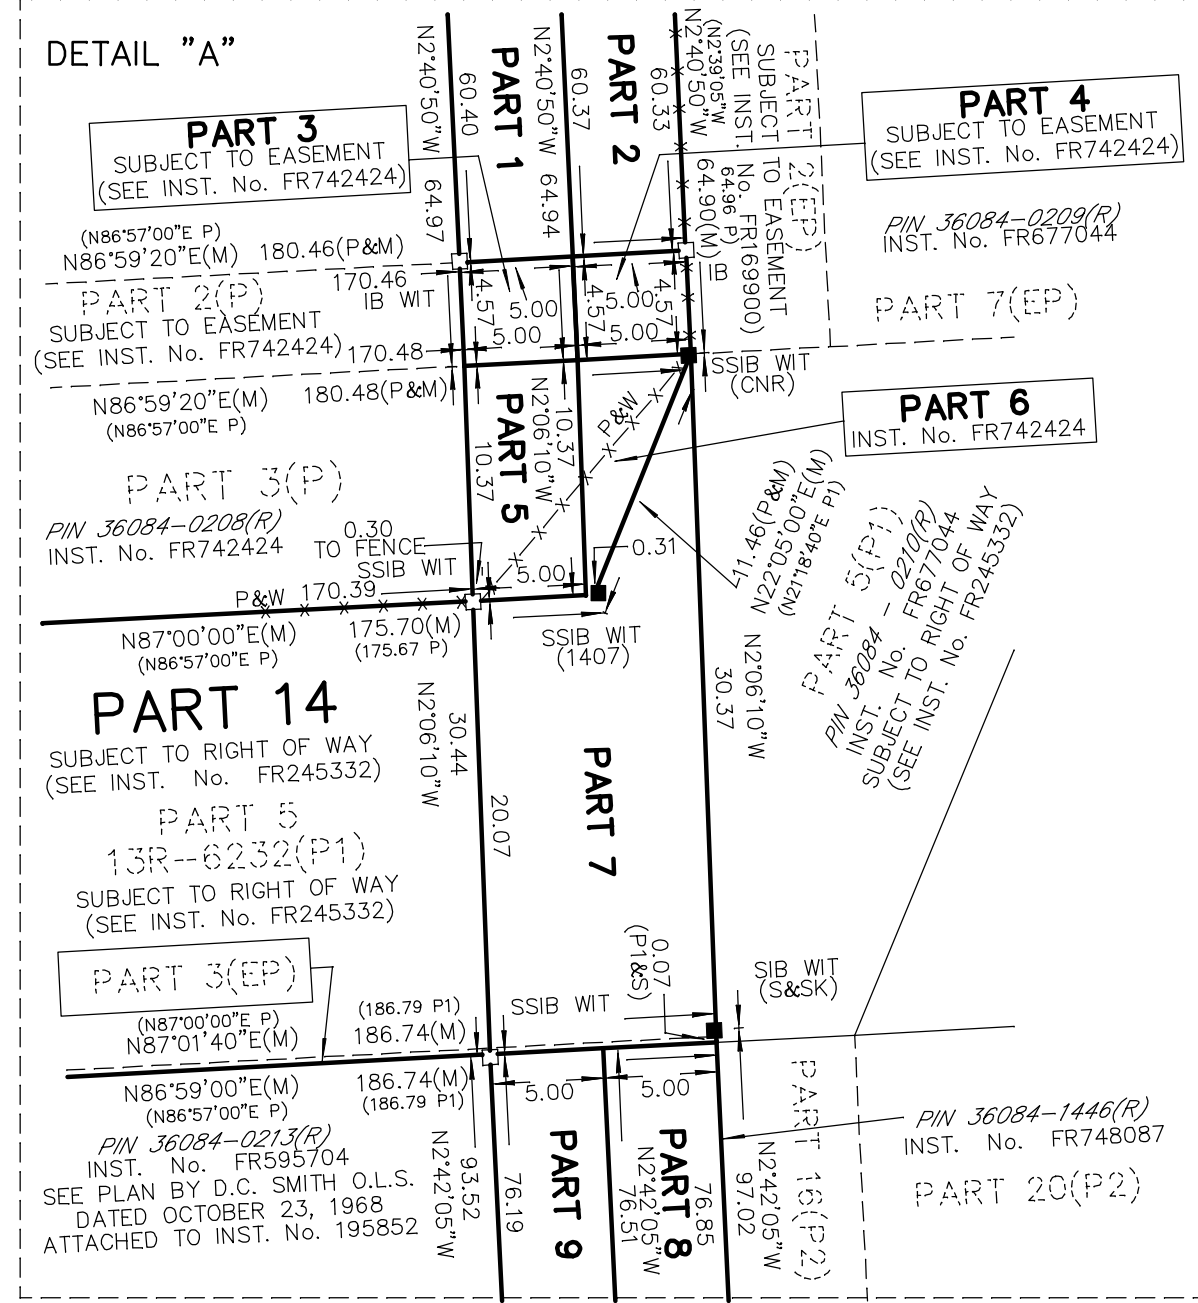 DETAIL "A"
N2°40'50"W
60.40
64.97
PART 1
N2°40'50"W
64.94
60.37
PART 2
60.33
N2°40'50"W
(N2°39'05"W
64.90(M)
64.96 P)
(SEE INST. No. FR169900)
SUBJECT TO EASEMENT
PART 2(EP)
PART 3
SUBJECT TO EASEMENT
(SEE INST. No. FR742424)
PART 4
SUBJECT TO EASEMENT
(SEE INST. No. FR742424)
PIN 36084-0209(R)
INST. No. FR677044
PART 7(EP)
(N86°57'00"E P)
N86°59'20"E(M)
180.46(P&M)
170.46
IB WIT
PART 2(P)
SUBJECT TO EASEMENT
(SEE INST. No. FR742424)
170.48
180.48(P&M)
N86°59'20"E(M)
(N86°57'00"E P)
4.57
5.00
5.00
4.57
5.00
5.00
4.57
IB
SSIB WIT
(CNR)
PART 6
INST. No. FR742424
PART 3(P)
PIN 36084-0208(R)
INST. No. FR742424
0.30
TO FENCE
SSIB WIT
PART 5
10.37
N2°06'10"W
10.37
P&W
5.00
0.31
11.46(P&M)
N22°05'00"E(M)
(N21°18'40"E P1)
PART 5(P1)
PIN 36084 - 0210(R)
INST. No. FR677044
SUBJECT TO RIGHT OF WAY
(SEE INST. No. FR245332)
P&W
170.39
N87°00'00"E(M)
(N86°57'00"E P)
175.70(M)
(175.67 P)
SSIB WIT
(1407)
N2°06'10"W
30.37
PART 14
SUBJECT TO RIGHT OF WAY
(SEE INST. No. FR245332)
N2°06'10"W
30.44
20.07
PART 7
PART 5
13R--6232(P1)
SUBJECT TO RIGHT OF WAY
(SEE INST. No. FR245332)
PART 3(EP)
(N87°00'00"E P)
N87°01'40"E(M)
(186.79 P1)
186.74(M)
SSIB WIT
0.07
(P1&S)
SIB WIT
(S&SK)
N86°59'00"E(M)
(N86°57'00"E P)
186.74(M)
(186.79 P1)
5.00
5.00
PIN 36084-0213(R)
INST. No. FR595704
SEE PLAN BY D.C. SMITH O.L.S.
DATED OCTOBER 23, 1968
ATTACHED TO INST. No. 195852
N2°42'05"W
93.52
76.19
PART 9
76.51
N2°42'05"W
PART 8
76.85
97.02
N2°42'05"W
PART 16(P2)
PIN 36084-1446(R)
INST. No. FR748087
PART 20(P2)